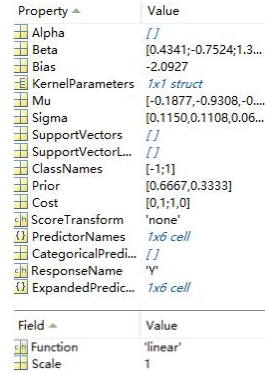 Property Value
Alpha []
Beta [0.4341;-0.7524;1.3...
Bias -2.0927
KernelParameters 1x1 struct
Mu [-0.1877,-0.9308,-0....
Sigma [0.1150,0.1108,0.06...
SupportVectors []
SupportVectorL... []
ClassNames [-1;1]
Prior [0.6667,0.3333]
Cost [0,1;1,0]
ScoreTransform 'none'
PredictorNames 1x6 cell
CategoricalPredi... []
ResponseName 'Y'
ExpandedPredic... 1x6 cell
Field Value
Function 'linear'
Scale 1